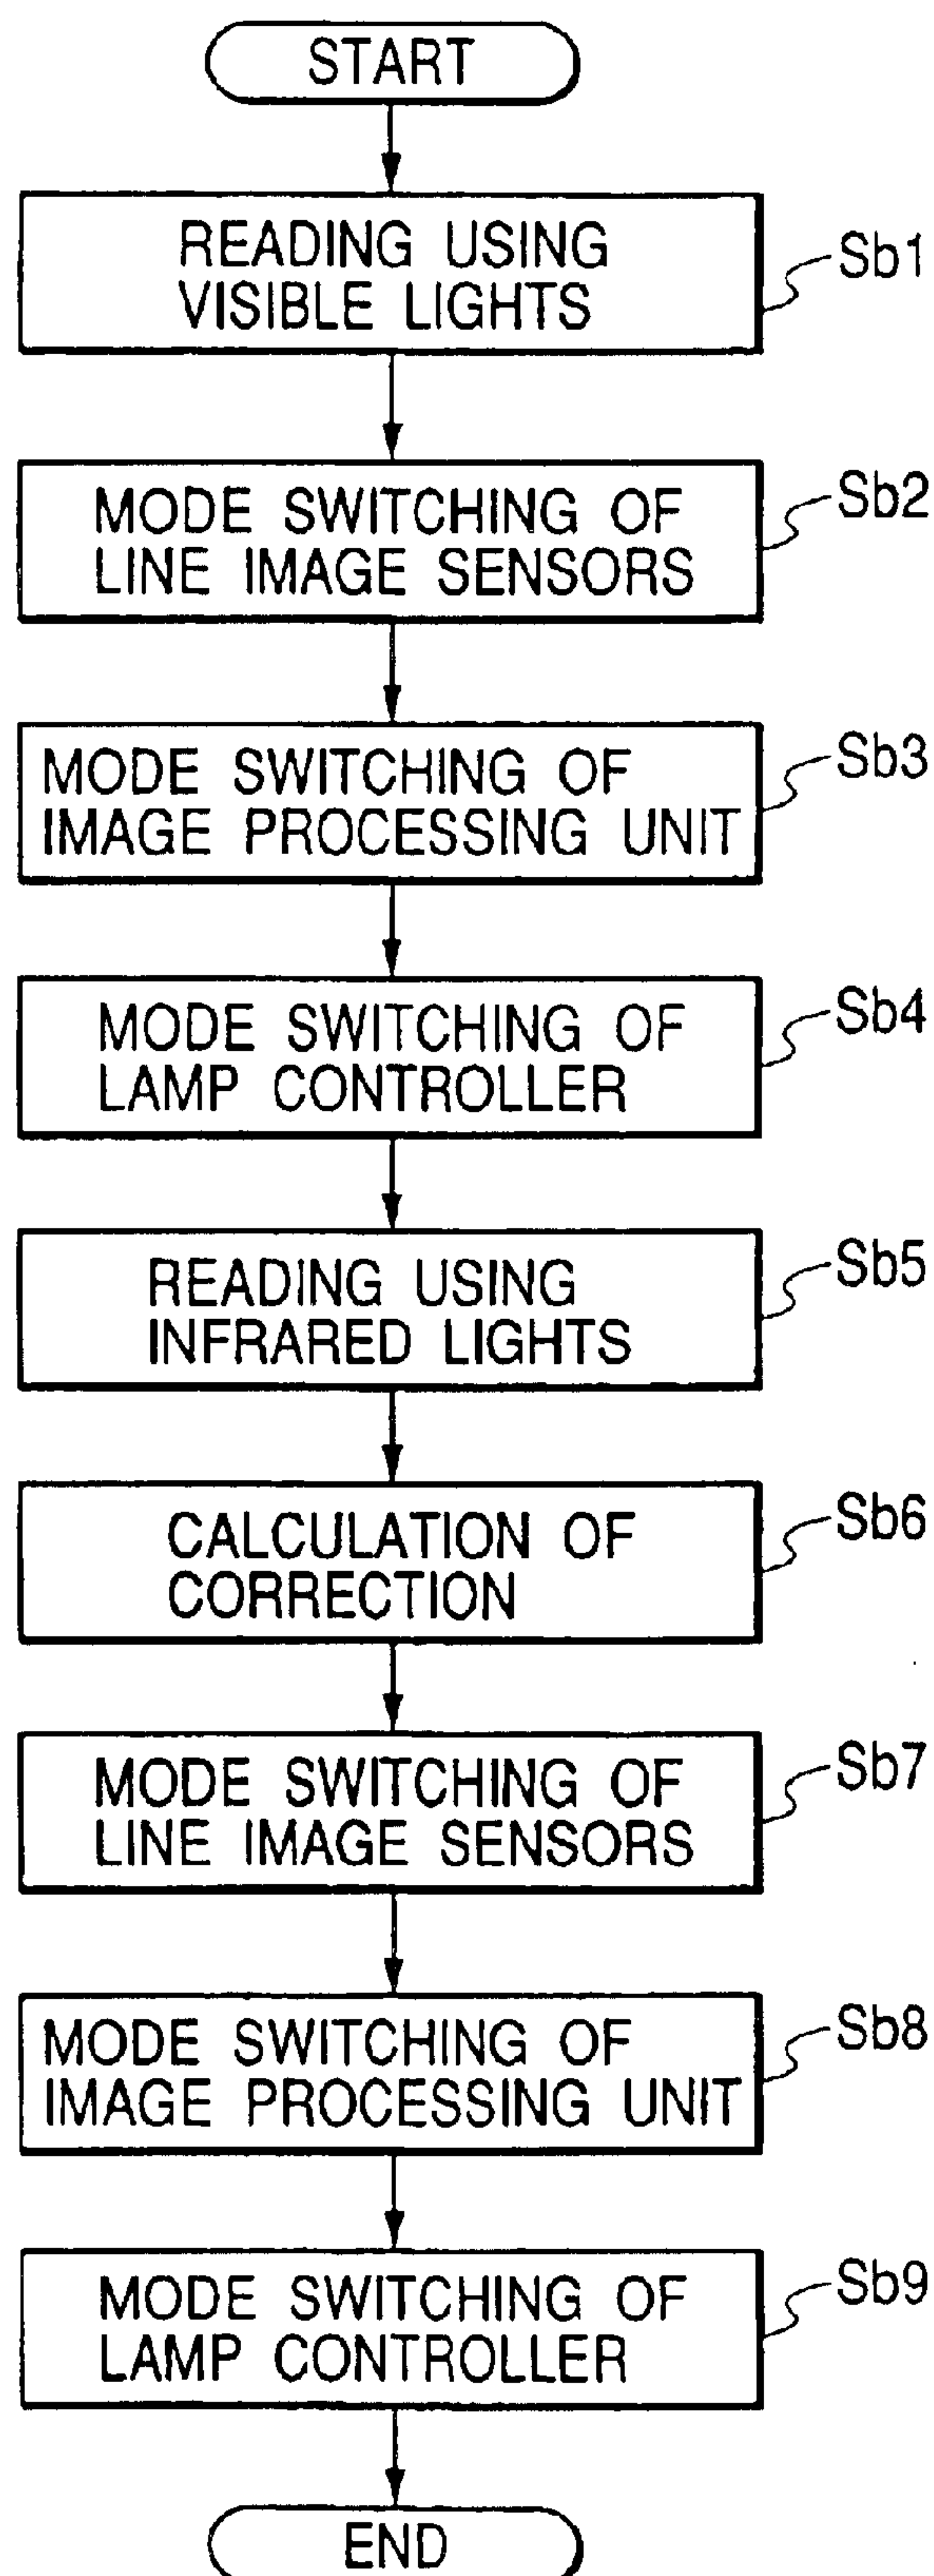 START
READING USING
VISIBLE LIGHTS
Sb1
MODE SWITCHING OF
LINE IMAGE SENSORS
Sb2
MODE SWITCHING OF
IMAGE PROCESSING UNIT
Sb3
MODE SWITCHING OF
LAMP CONTROLLER
Sb4
READING USING
INFRARED LIGHTS
Sb5
CALCULATION OF
CORRECTION
Sb6
MODE SWITCHING OF
LINE IMAGE SENSORS
Sb7
MODE SWITCHING OF
IMAGE PROCESSING UNIT
Sb8
MODE SWITCHING OF
LAMP CONTROLLER
Sb9
END